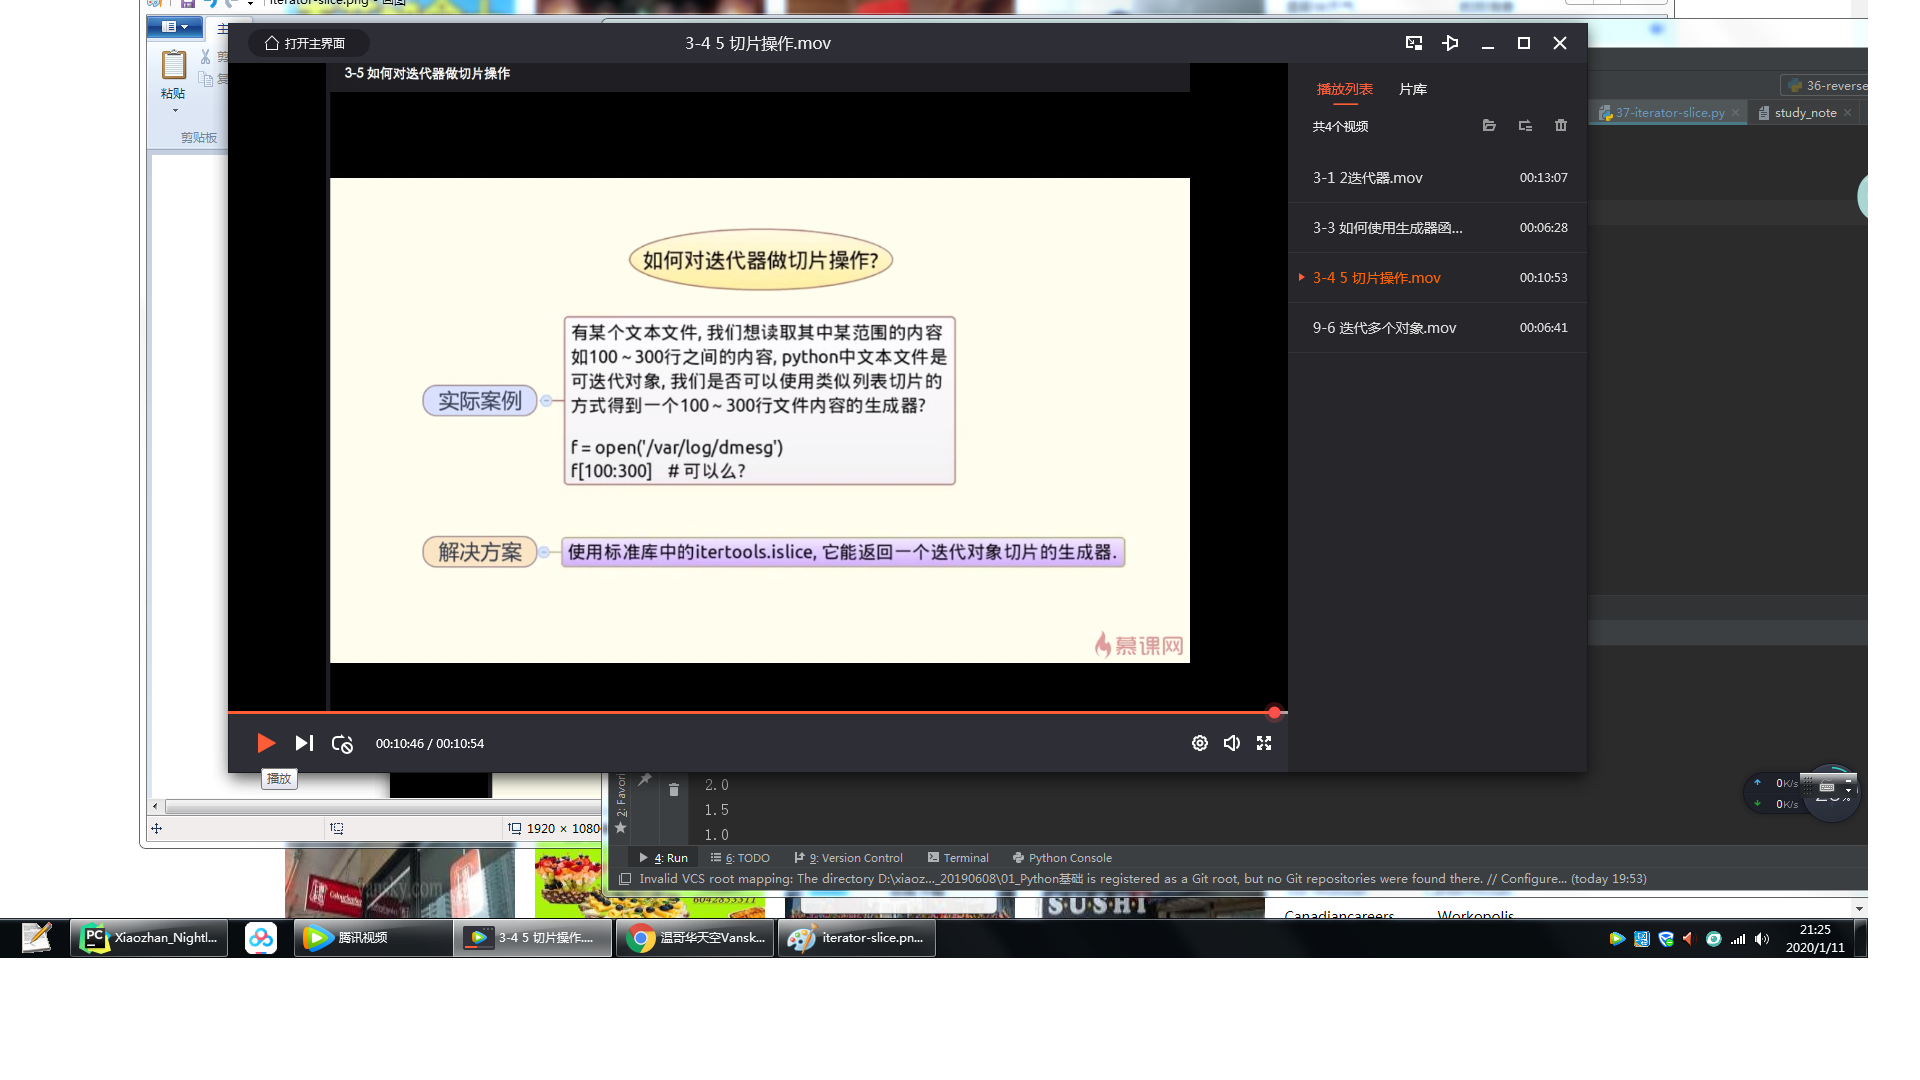 iterator-slice.png - 画图
主
粘贴
剪
复
剪贴板
打开主界面
3-4 5 切片操作.mov
3-5 如何对迭代器做切片操作
如何对迭代器做切片操作?
实际案例
有某个文本文件, 我们想读取其中某范围的内容
如100 ~ 300行之间的内容, python中文本文件是
可迭代对象, 我们是否可以使用类似列表切片的
方式得到一个100 ~ 300行文件内容的生成器?
f = open('/var/log/dmesg')
f[100:300] # 可以么?
解决方案
使用标准库中的itertools.islice, 它能返回一个迭代对象切片的生成器.
慕课网
00:10:46 / 00:10:54
播放
播放列表
片库
共4个视频
3-1 2迭代器.mov 00:13:07
3-3 如何使用生成器函... 00:06:28
3-4 5 切片操作.mov 00:10:53
9-6 迭代多个对象.mov 00:06:41
36-reverse
37-iterator-slice.py
study_note
0K/s
0K/s
1920 × 1080
2: Favori
2.0
1.5
1.0
4: Run
6: TODO
9: Version Control
Terminal
Python Console
Invalid VCS root mapping: The directory D:\xiaoz..._20190608\01_Python基础 is registered as a Git root, but no Git repositories were found there. // Configure... (today 19:53)
vansky.com
6042853311
SUSHI
Canadiancareers
Workopolis
Xiaozhan_Nightl...
腾讯视频
3-4 5 切片操作....
温哥华天空Vansk...
iterator-slice.pn...
21:25
2020/1/11